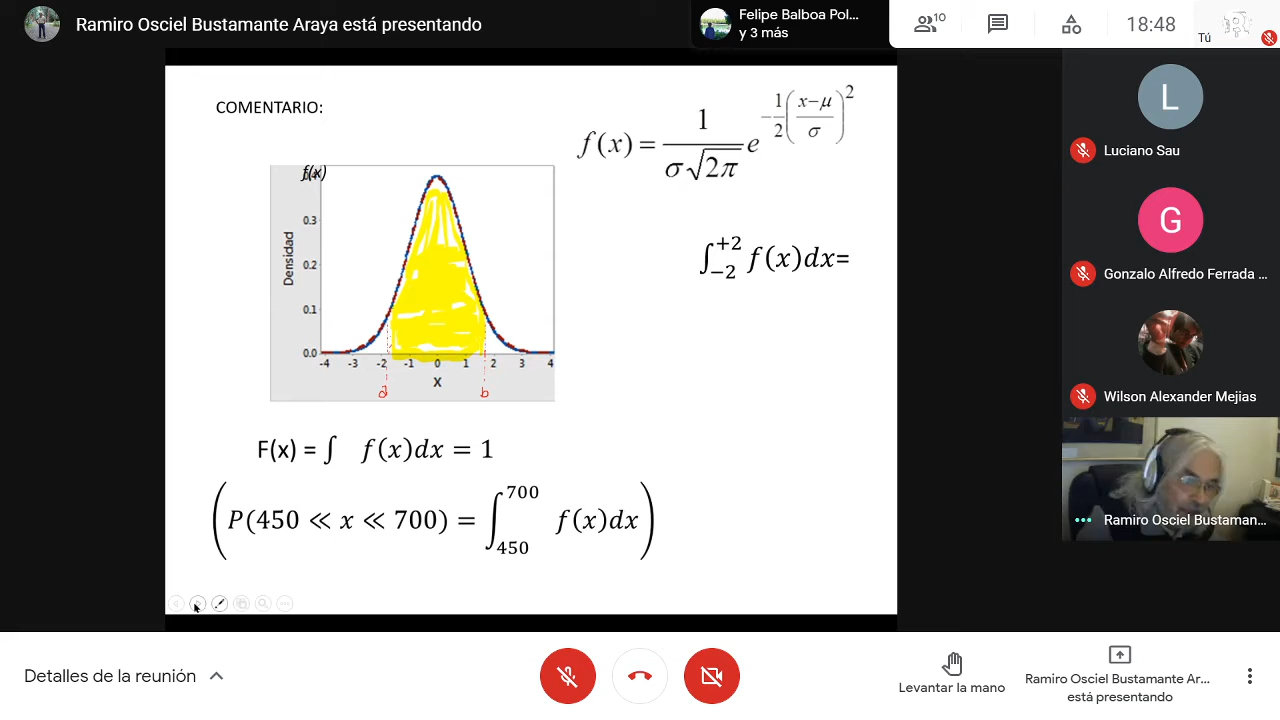 Ramiro Osciel Bustamante Araya está presentando
Felipe Balboa Pol...
y 3 más
10
18:48
Tú
COMENTARIO:
f(x) = 1 / σ√2π e^−1/2(x−μ/σ)^2
f(x)
0.3
0.2
0.1
0.0
Densidad
-4 -3 -2 -1 0 1 2 3 4
X
a b
∫_−2^+2 f(x)dx=
F(x) = ∫ f(x)dx = 1
(P(450 ≪ x ≪ 700) = ∫_450^700 f(x)dx)
L
Luciano Sau
G
Gonzalo Alfredo Ferrada ...
Wilson Alexander Mejias
Ramiro Osciel Bustaman...
Detalles de la reunión
Levantar la mano
Ramiro Osciel Bustamante Ar...
está presentando